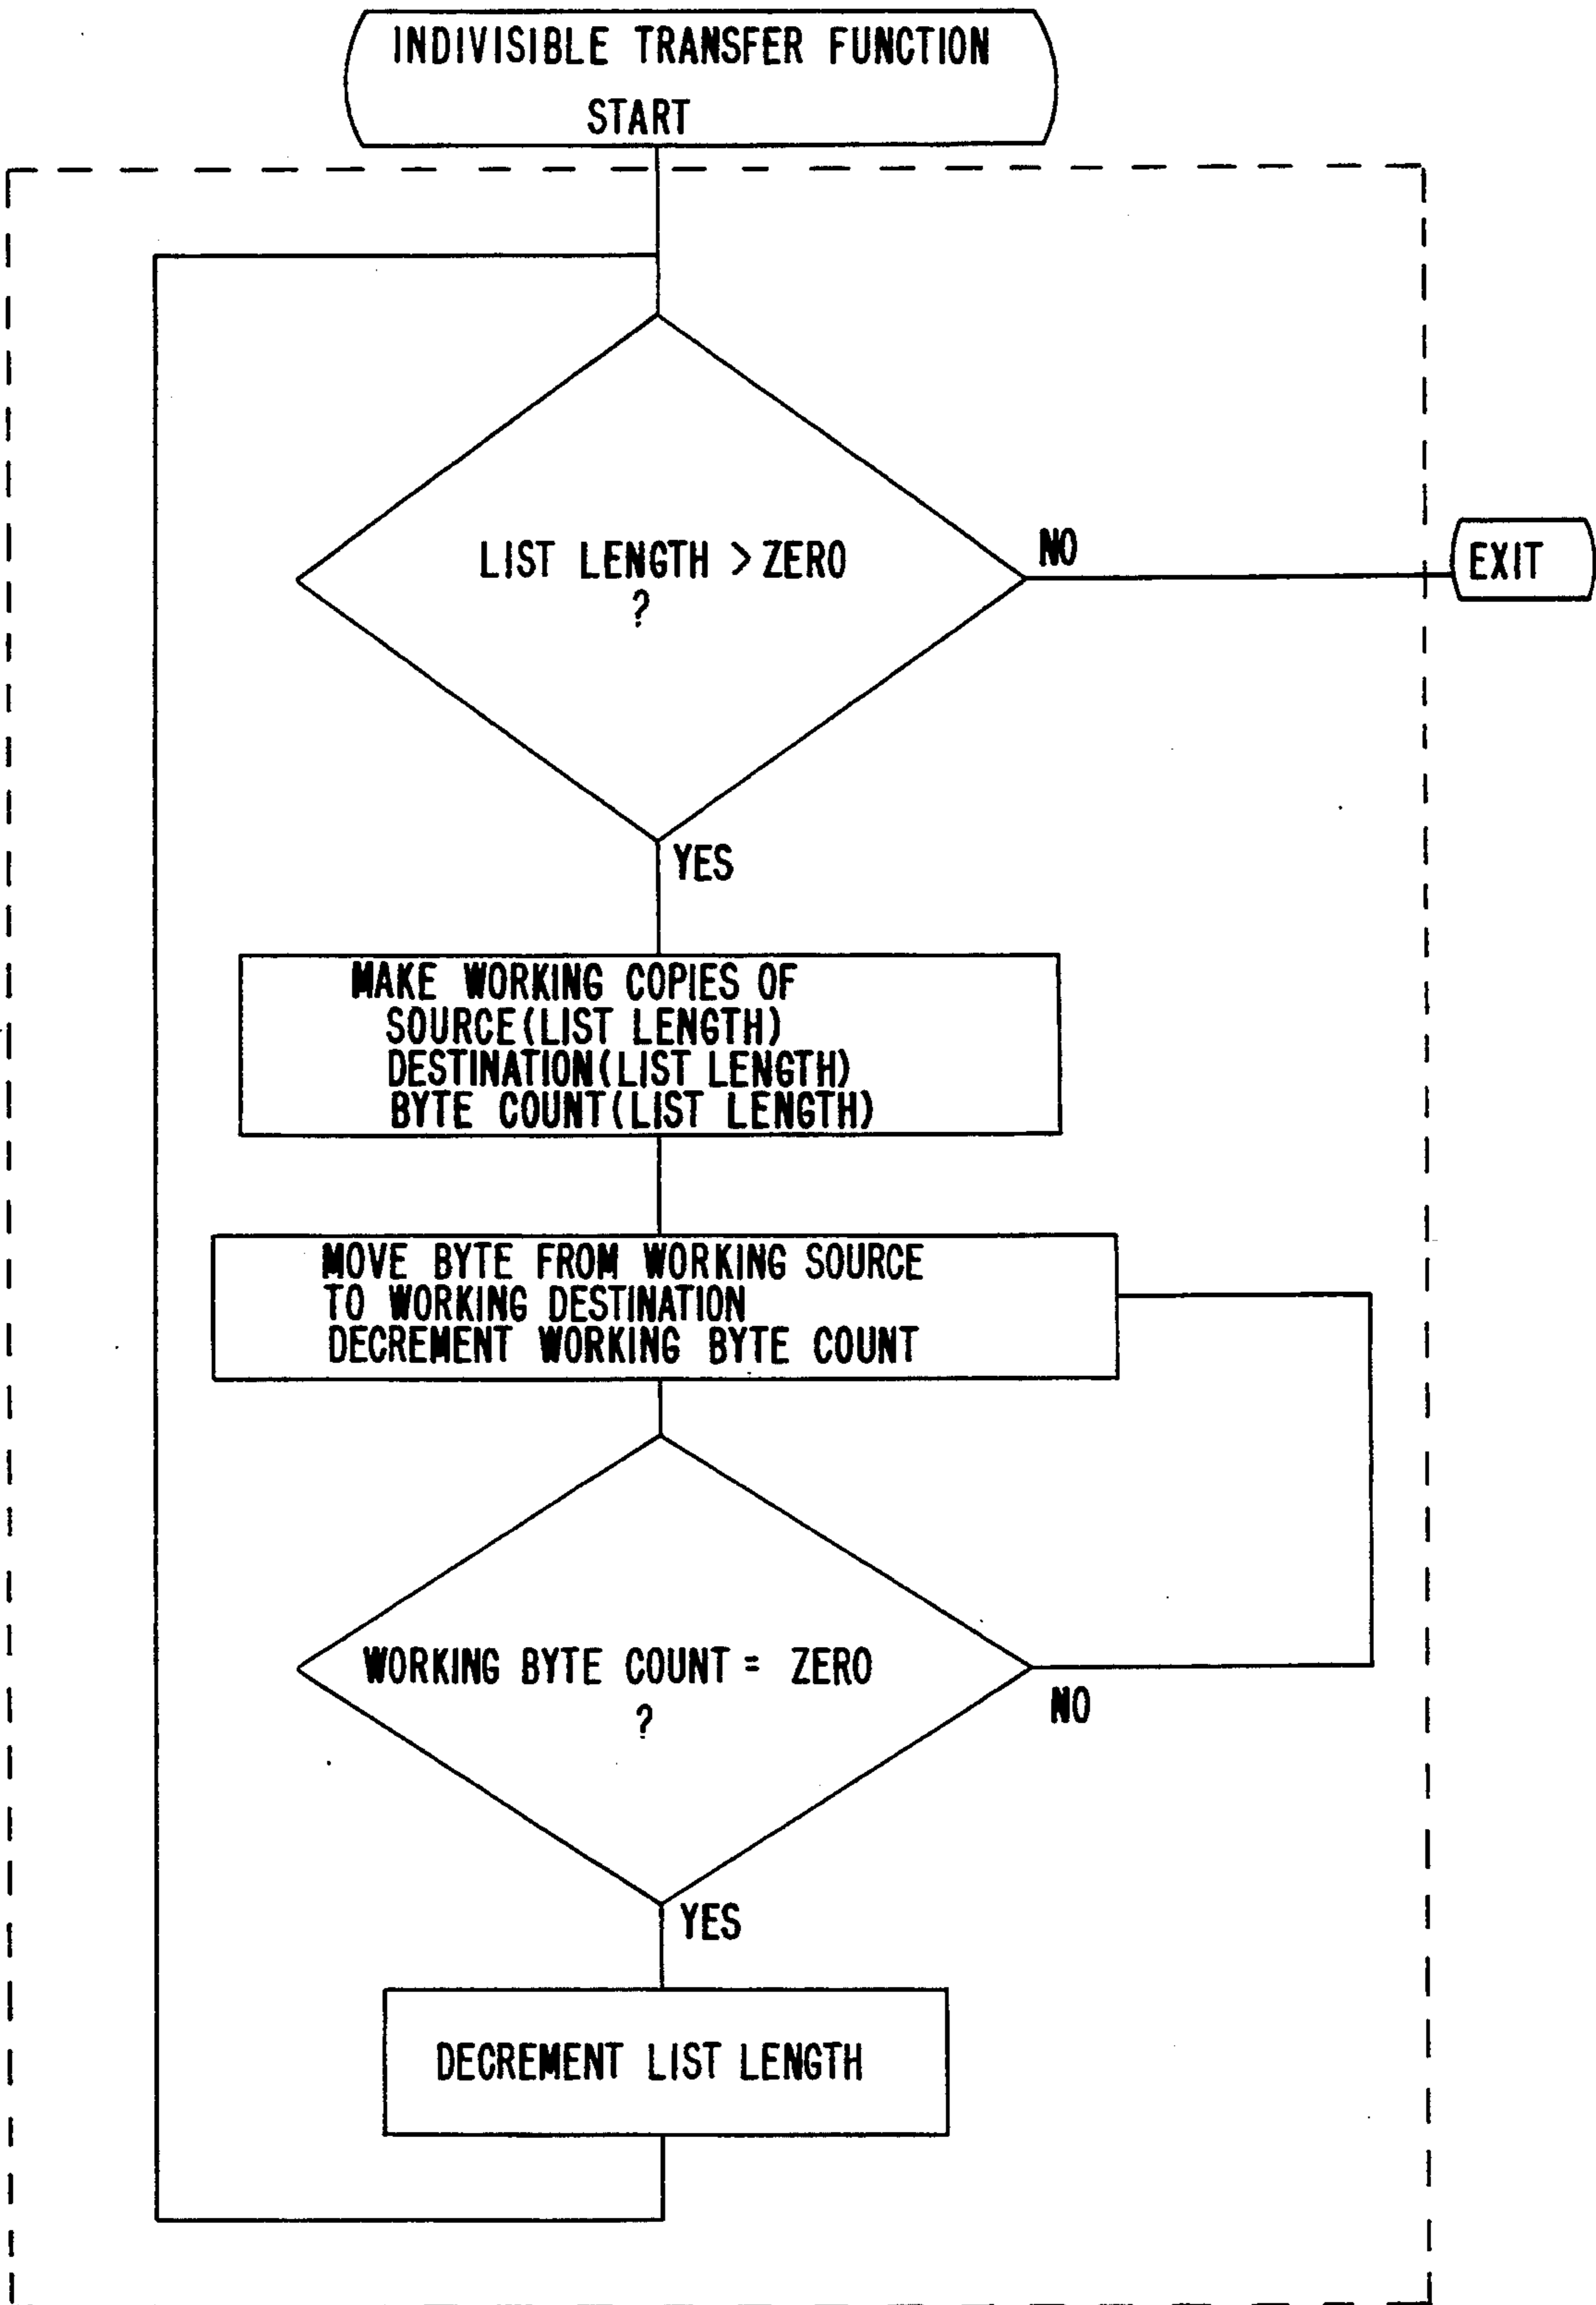 INDIVISIBLE TRANSFER FUNCTION
START
LIST LENGTH > ZERO
?
NO
EXIT
YES
MAKE WORKING COPIES OF
SOURCE(LIST LENGTH)
DESTINATION(LIST LENGTH)
BYTE COUNT(LIST LENGTH)
MOVE BYTE FROM WORKING SOURCE
TO WORKING DESTINATION
DECREMENT WORKING BYTE COUNT
WORKING BYTE COUNT = ZERO
?
NO
YES
DECREMENT LIST LENGTH